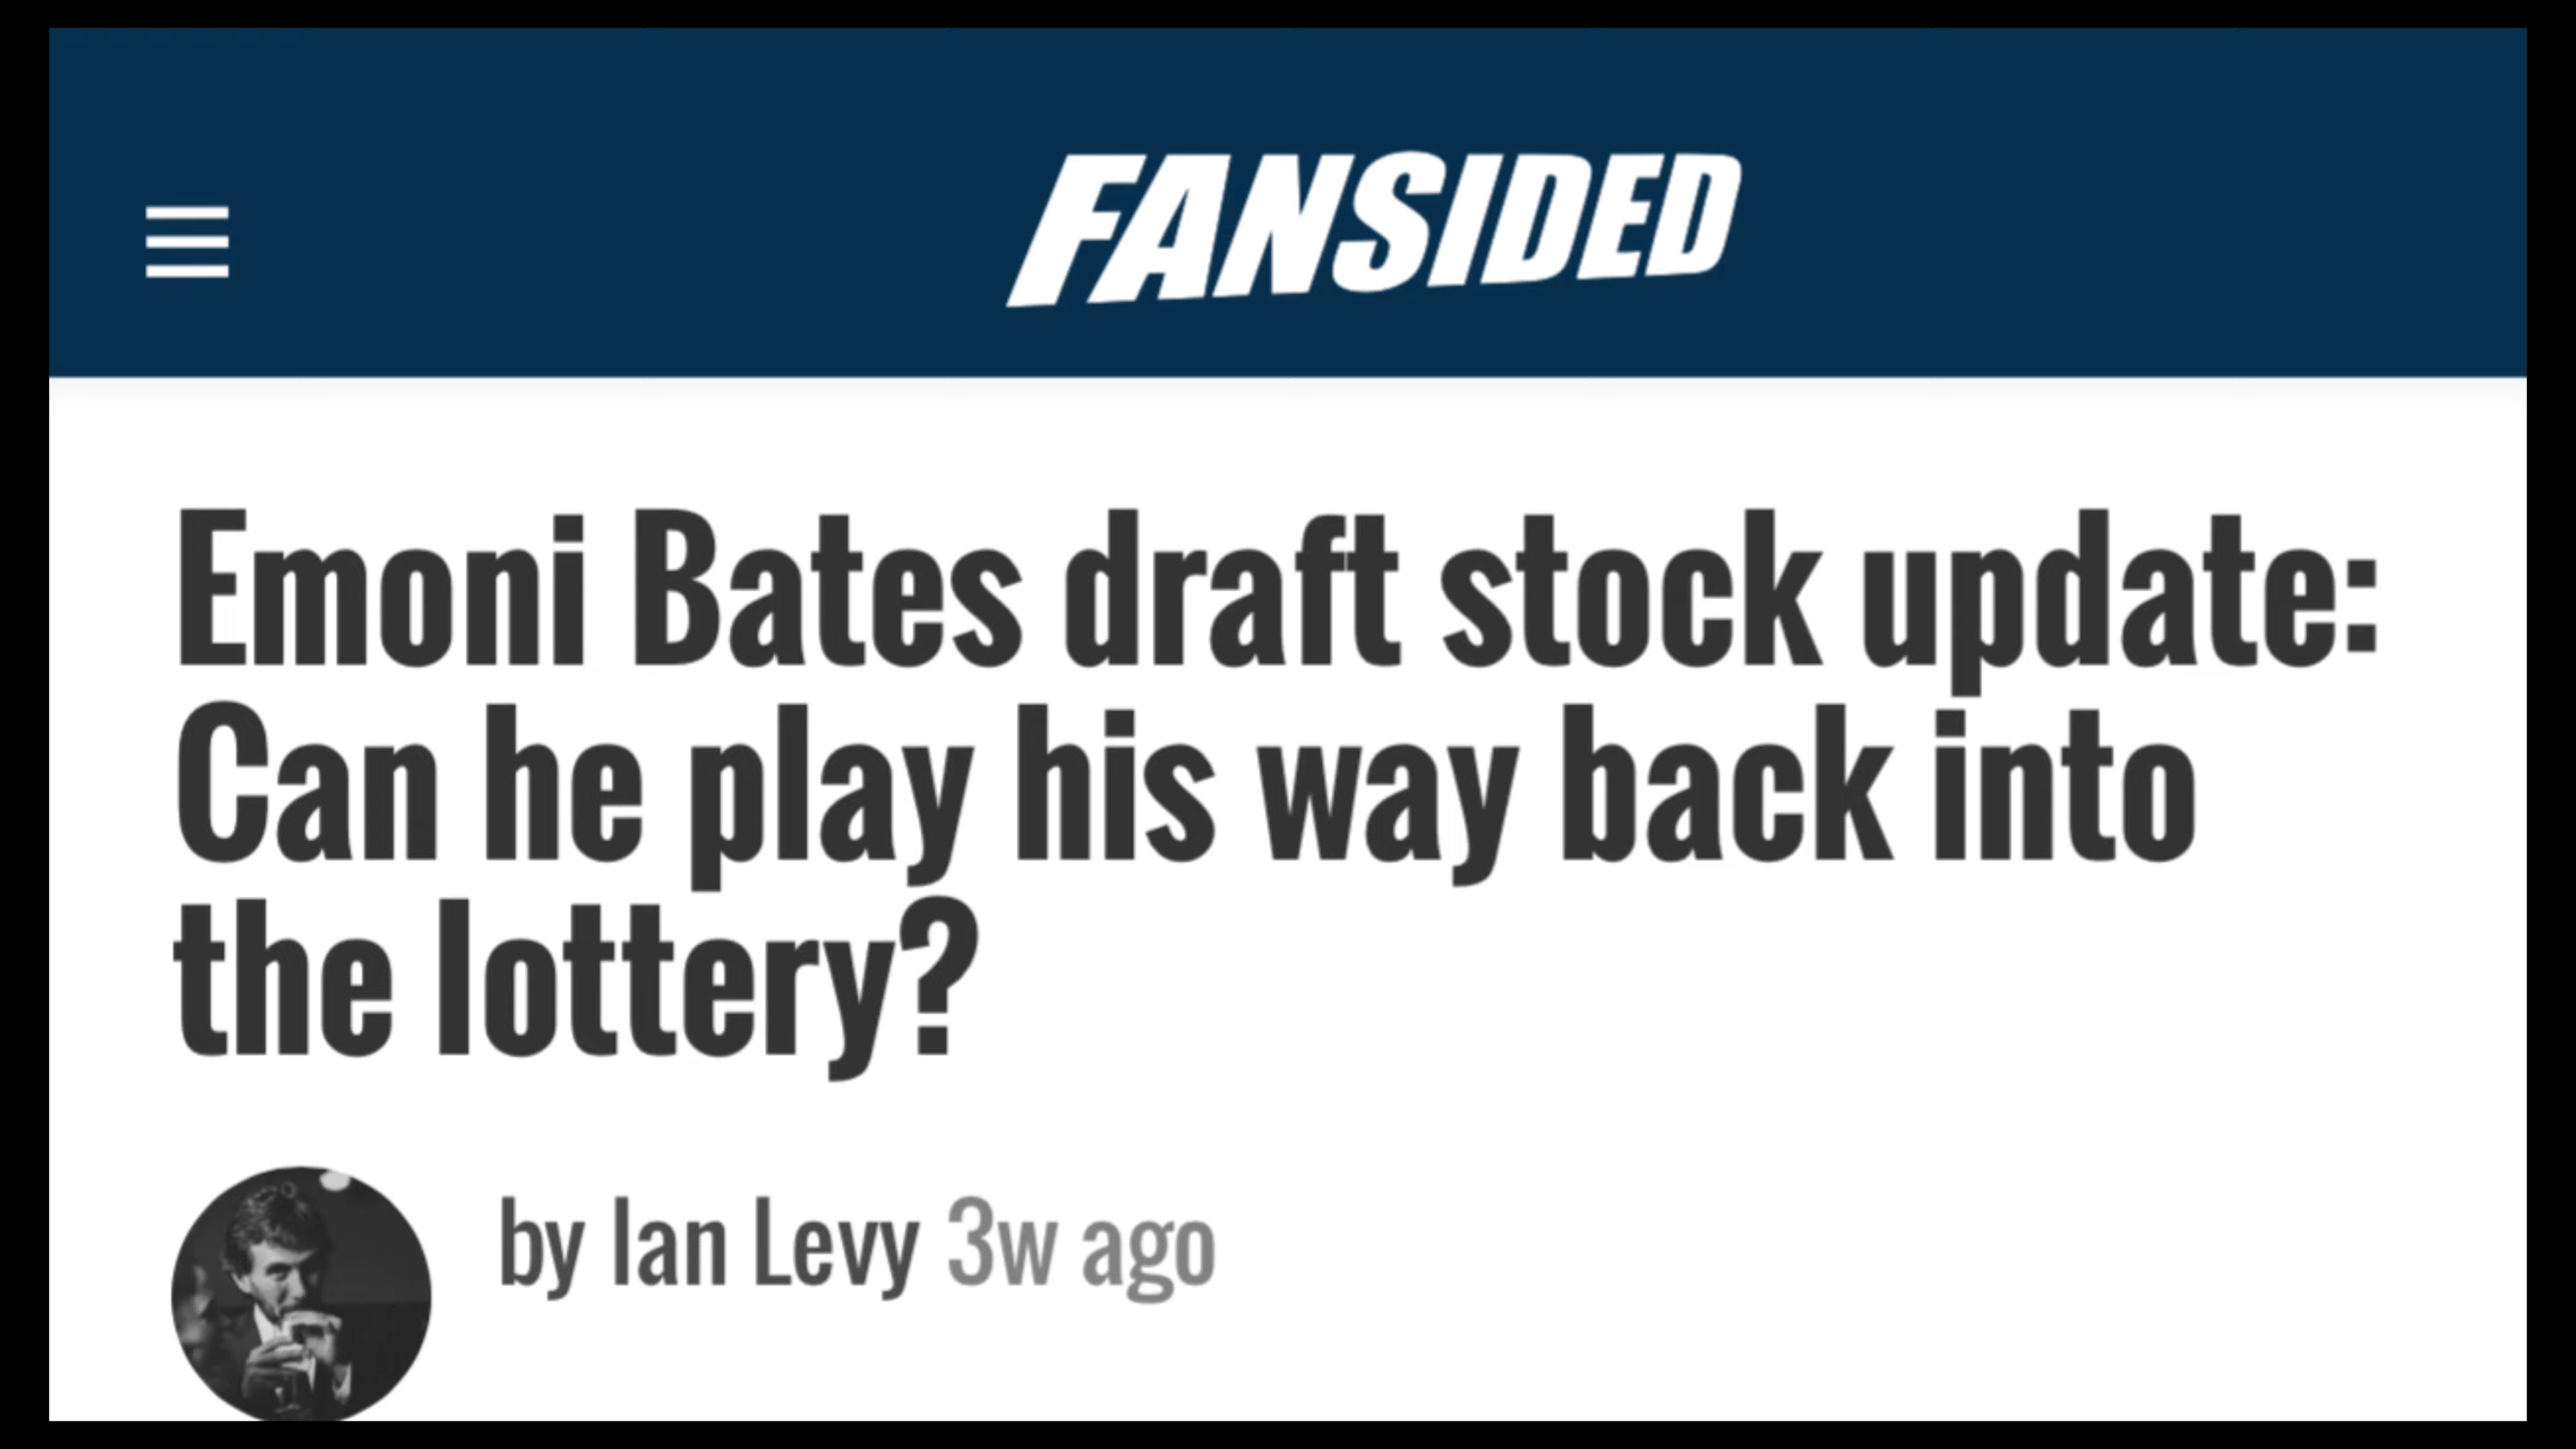 FANSIDED
Emoni Bates draft stock update:
Can he play his way back into
the lottery?
by Ian Levy 3w ago